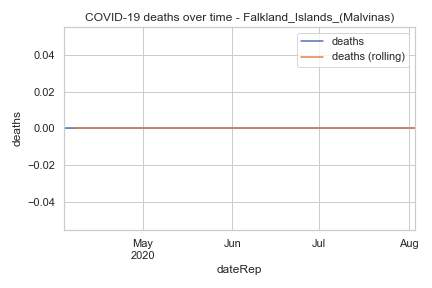 COVID-19 deaths over time - Falkland_Islands_(Malvinas)
deaths
deaths (rolling)
0.04
0.02
0.00
−0.02
−0.04
deaths
May
2020
Jun
Jul
Aug
dateRep